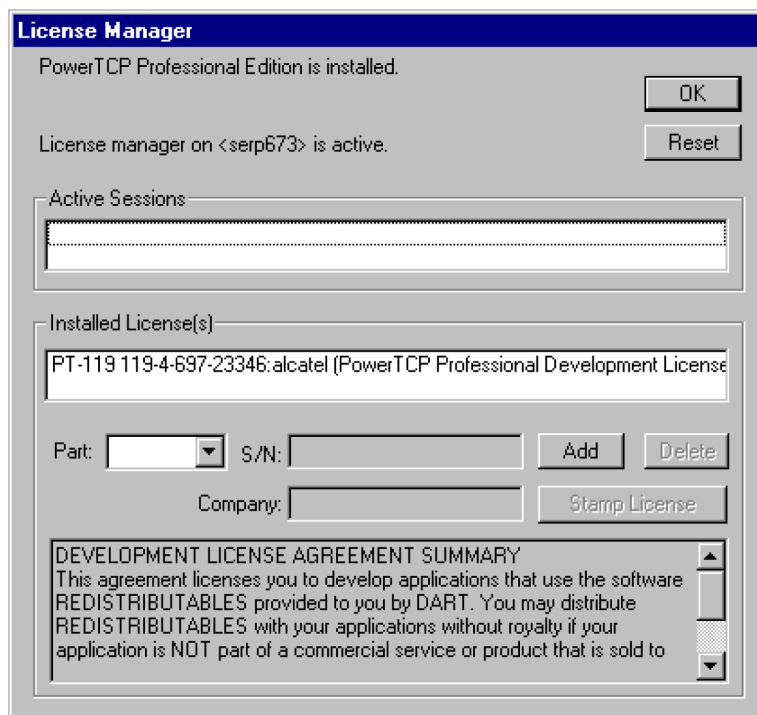 License Manager
PowerTCP Professional Edition is installed.
OK
License manager on <serp673> is active.
Reset
Active Sessions
Installed License(s)
PT-119 119-4-697-23346:alcatel (PowerTCP Professional Development License
Part:
S/N:
Add
Delete
Company:
Stamp License
DEVELOPMENT LICENSE AGREEMENT SUMMARY
This agreement licenses you to develop applications that use the software
REDISTRIBUTABLES provided to you by DART. You may distribute
REDISTRIBUTABLES with your applications without royalty if your
application is NOT part of a commercial service or product that is sold to